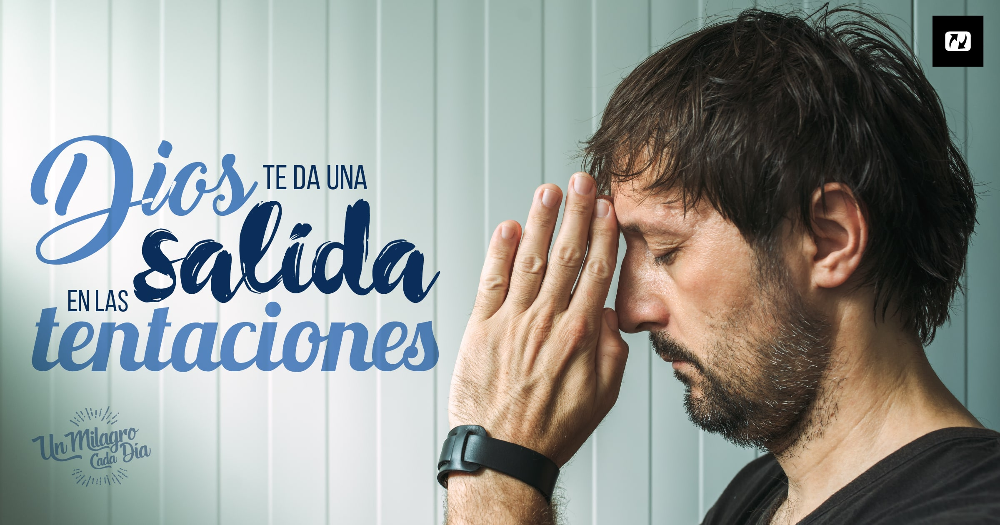 Dios TE DA UNA
salida
EN LAS
tentaciones
Un Milagro
Cada Día